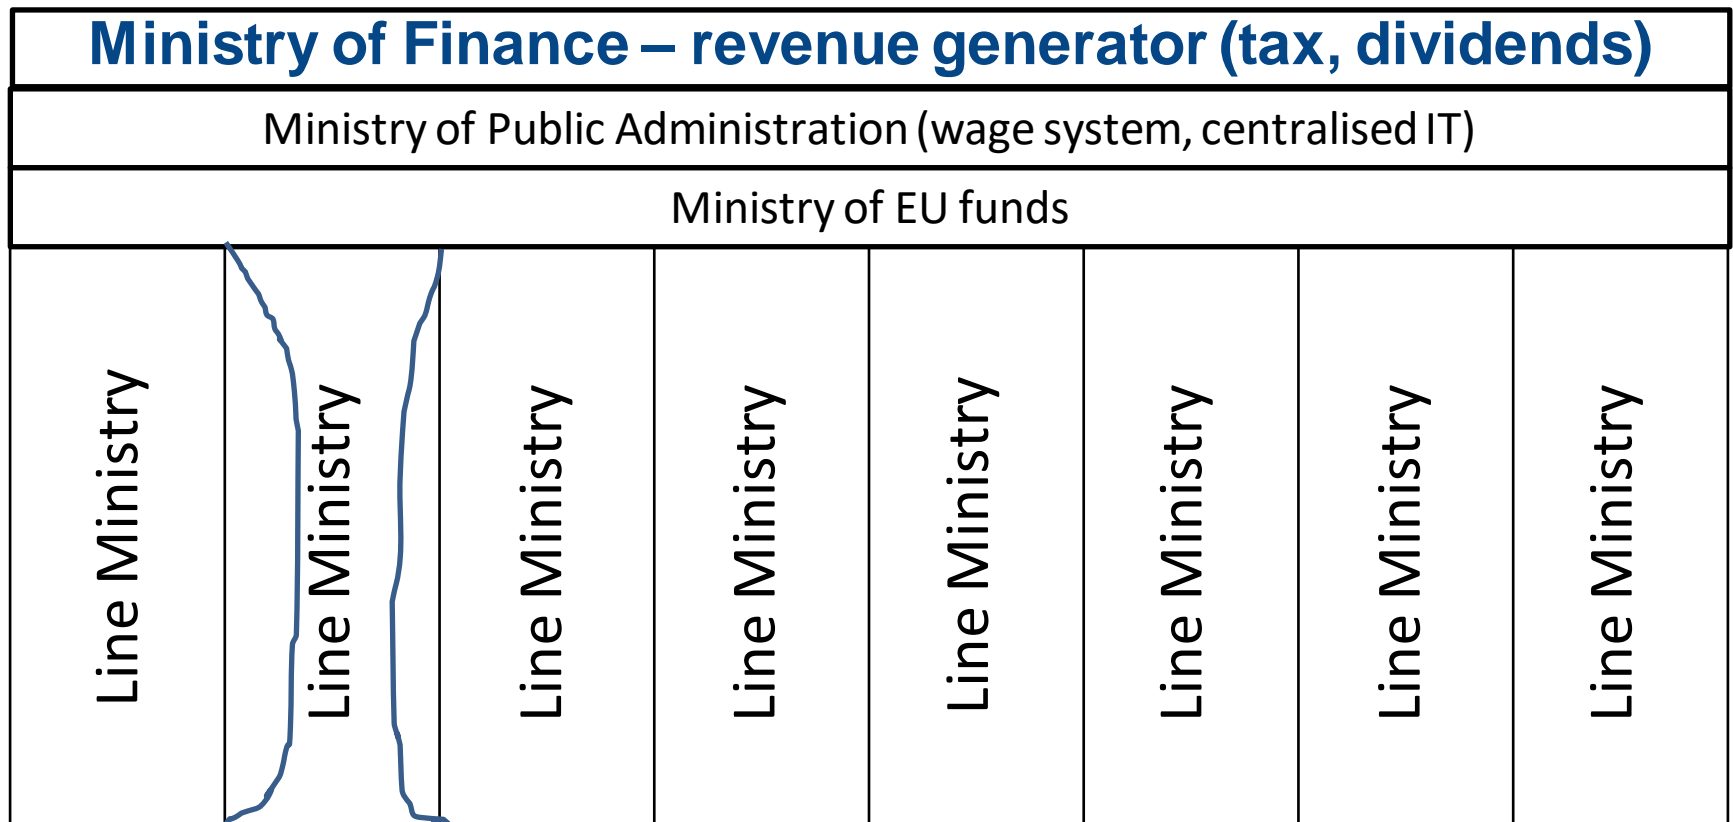 Ministry of Finance – revenue generator (tax, dividends)
Ministry of Public Administration (wage system, centralised IT)
Ministry of EU funds
Line Ministry
Line Ministry
Line Ministry
Line Ministry
Line Ministry
Line Ministry
Line Ministry
Line Ministry